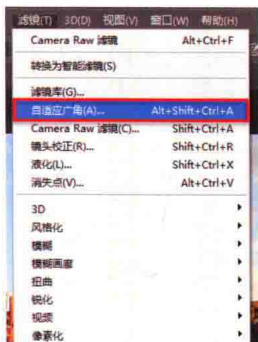 滤镜(T) 3D(D) 视图(V) 窗口(W) 帮助(H)
Camera Raw 滤镜 Alt+Ctrl+F
转换为智能滤镜(S)
滤镜库(G)...
自适应广角(A)... Alt+Shift+Ctrl+A
Camera Raw 滤镜(C)... Shift+Ctrl+A
镜头校正(R)... Shift+Ctrl+R
液化(L)... Shift+Ctrl+X
消失点(V)... Alt+Ctrl+V
3D
风格化
模糊
模糊画廊
扭曲
锐化
视频
像素化